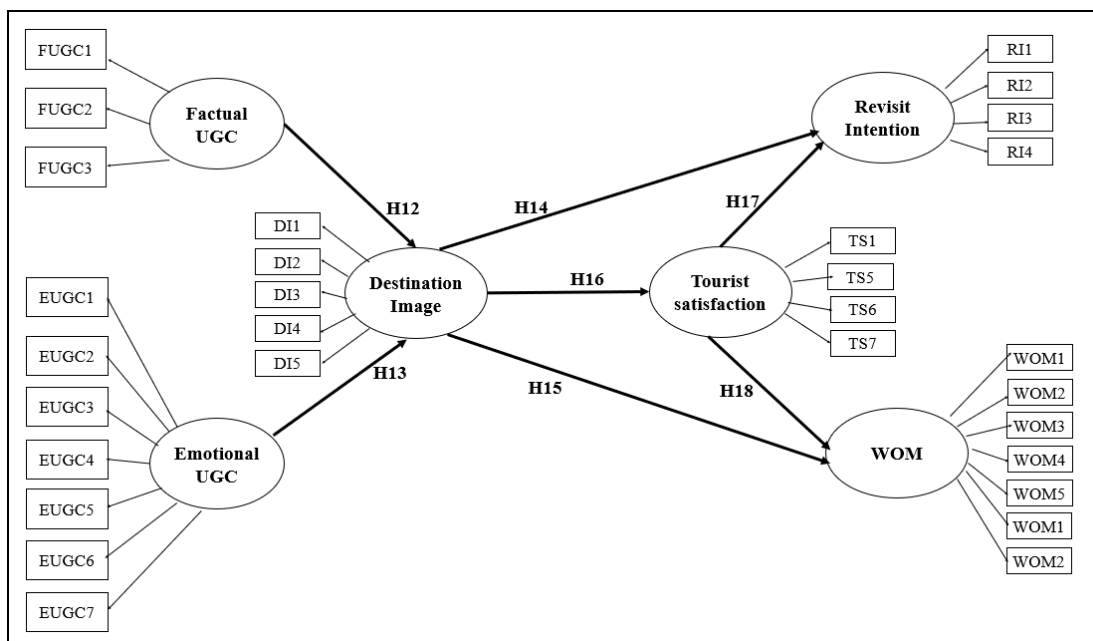 FUGC1
FUGC2
FUGC3
Factual
UGC
RI1
RI2
RI3
RI4
Revisit
Intention
H12
H14
H17
DI1
DI2
DI3
DI4
DI5
Destination
Image
H16
Tourist
satisfaction
TS1
TS5
TS6
TS7
EUGC1
EUGC2
EUGC3
EUGC4
EUGC5
EUGC6
EUGC7
Emotional
UGC
H13
H15
H18
WOM
WOM1
WOM2
WOM3
WOM4
WOM5
WOM1
WOM2